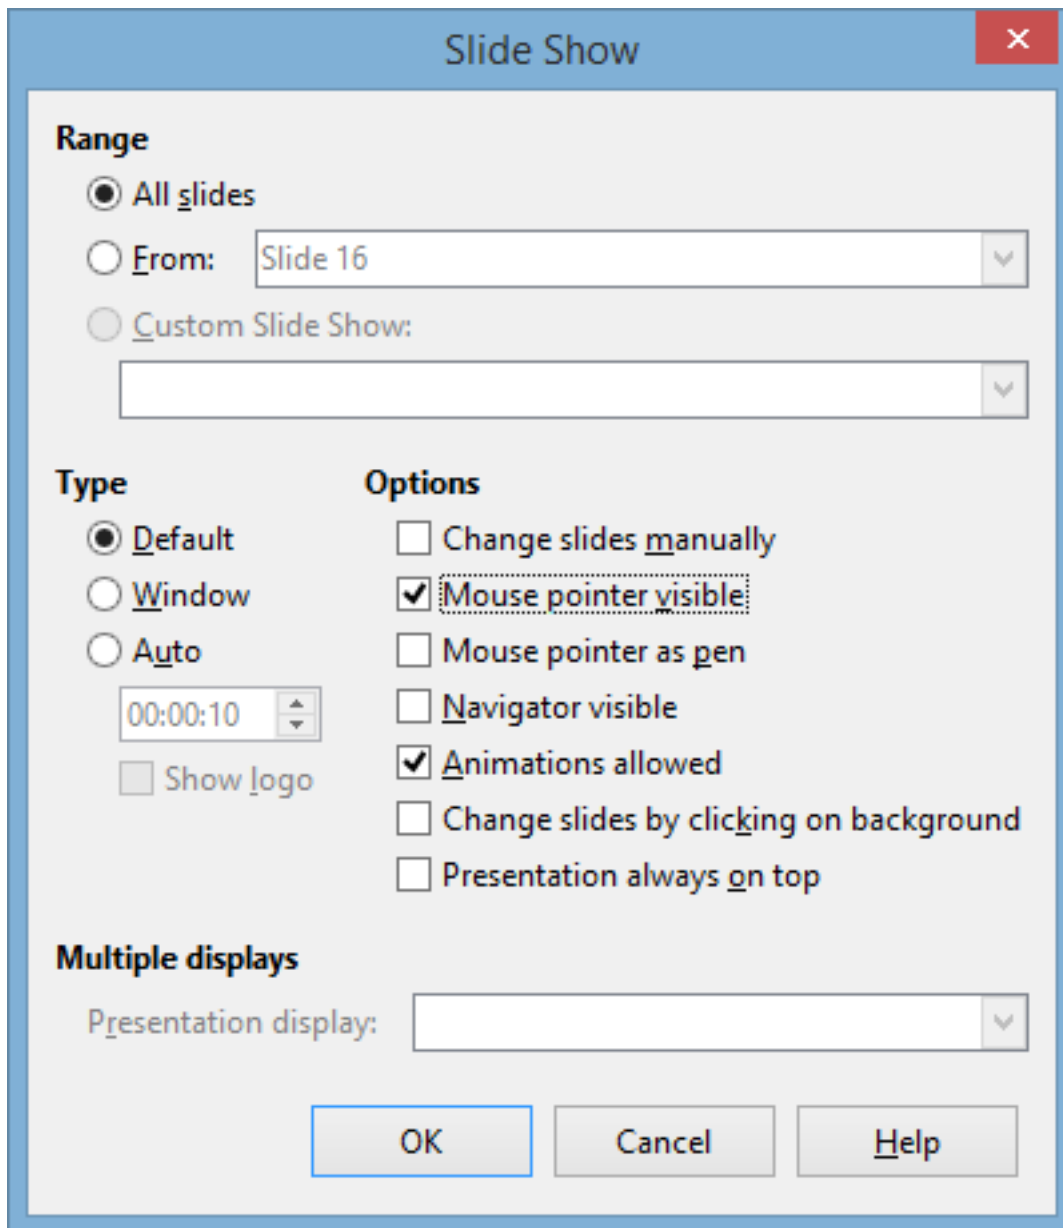 Slide Show
Range
All slides
From: Slide 16
Custom Slide Show:
Type
Default
Window
Auto
00:00:10
Show logo
Options
Change slides manually
Mouse pointer visible
Mouse pointer as pen
Navigator visible
Animations allowed
Change slides by clicking on background
Presentation always on top
Multiple displays
Presentation display:
OK Cancel Help